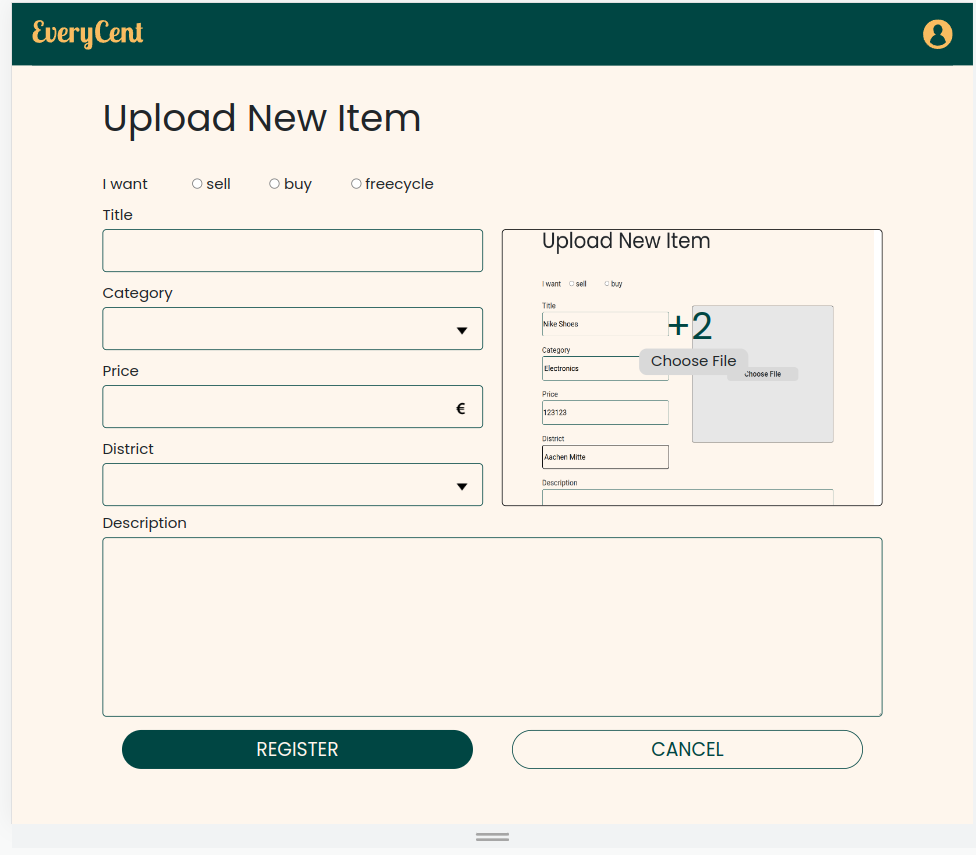 EveryCent
Upload New Item
I want sell buy freecycle
Title
Category
Price
€
District
Upload New Item
I want sell buy
Title
Nike Shoes
+2
Category
Choose File
Electronics
Choose File
Price
123123
District
Aachen Mitte
Description
Description
REGISTER CANCEL